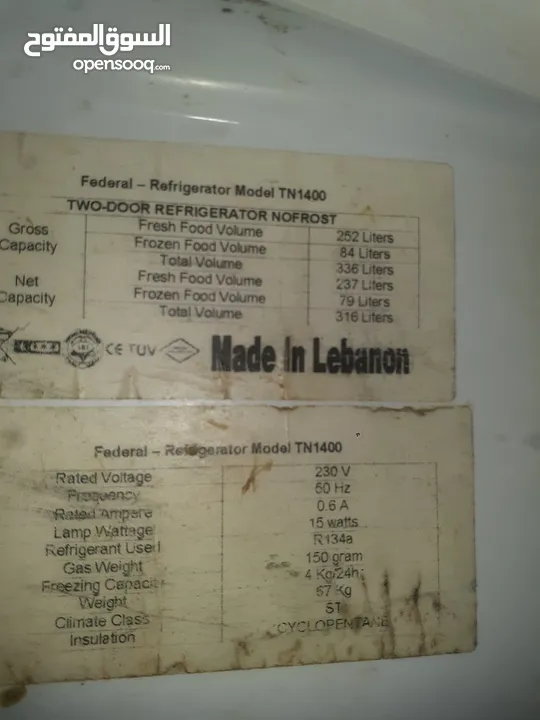 السوق المفتوح
opensooq.com
Federal – Refrigerator Model TN1400
TWO-DOOR REFRIGERATOR NOFROST
Gross Capacity Fresh Food Volume 252 Liters
Frozen Food Volume 84 Liters
Total Volume 336 Liters
Net Capacity Fresh Food Volume 237 Liters
Frozen Food Volume 79 Liters
Total Volume 316 Liters
CE TUV Made In Lebanon
Federal – Refrigerator Model TN1400
Rated Voltage 230 V
Frequency 50 Hz
Rated Ampere 0.6 A
Lamp Wattage 15 watts
Refrigerant Used R134a
Gas Weight 150 gram
Freezing Capacity 4 Kg/24h
Weight 67 Kg
Climate Class ST
Insulation CYCLOPENTANE